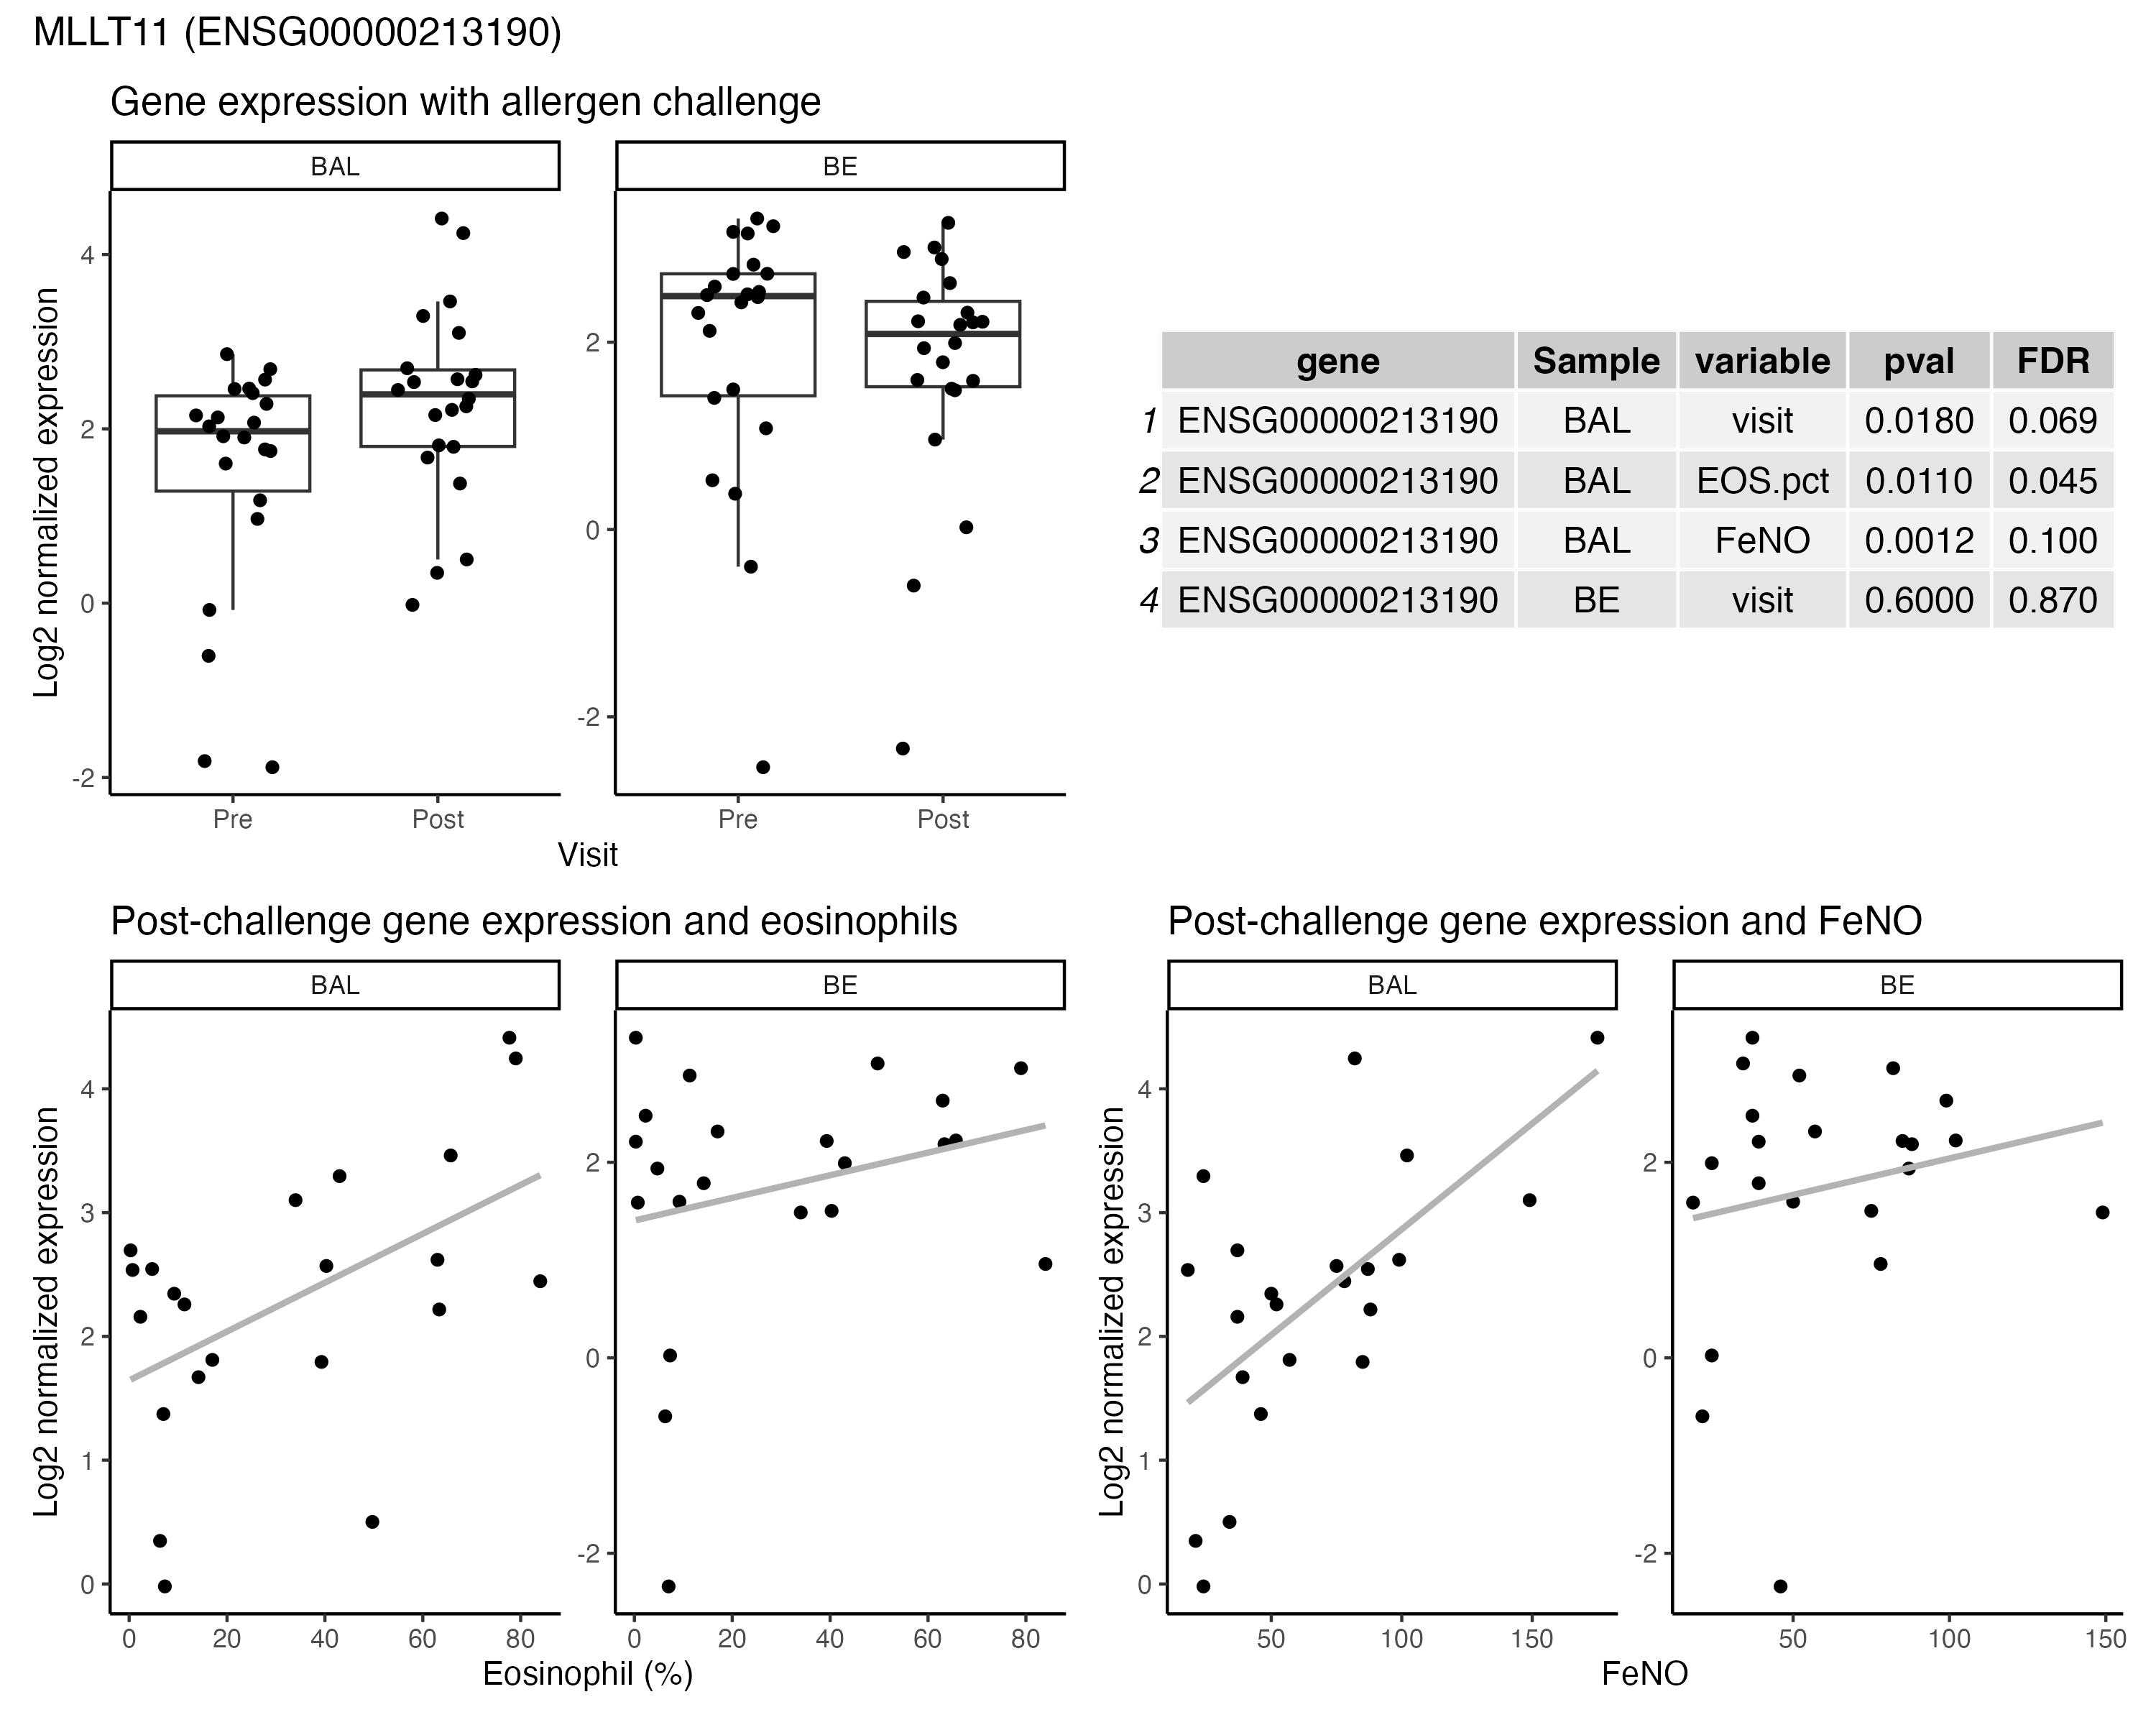 MLLT11 (ENSG00000213190)
Gene expression with allergen challenge
BAL BE
Log2 normalized expression
4
2
0
-2
2
0
-2
Pre Post Pre Post
Visit
gene Sample variable pval FDR
1 ENSG00000213190 BAL visit 0.0180 0.069
2 ENSG00000213190 BAL EOS.pct 0.0110 0.045
3 ENSG00000213190 BAL FeNO 0.0012 0.100
4 ENSG00000213190 BE visit 0.6000 0.870
Post-challenge gene expression and eosinophils
BAL BE
Log2 normalized expression
4
3
2
1
0
2
0
-2
0 20 40 60 80 0 20 40 60 80
Eosinophil (%)
Post-challenge gene expression and FeNO
BAL BE
Log2 normalized expression
4
3
2
1
0
2
0
-2
50 100 150 50 100 150
FeNO